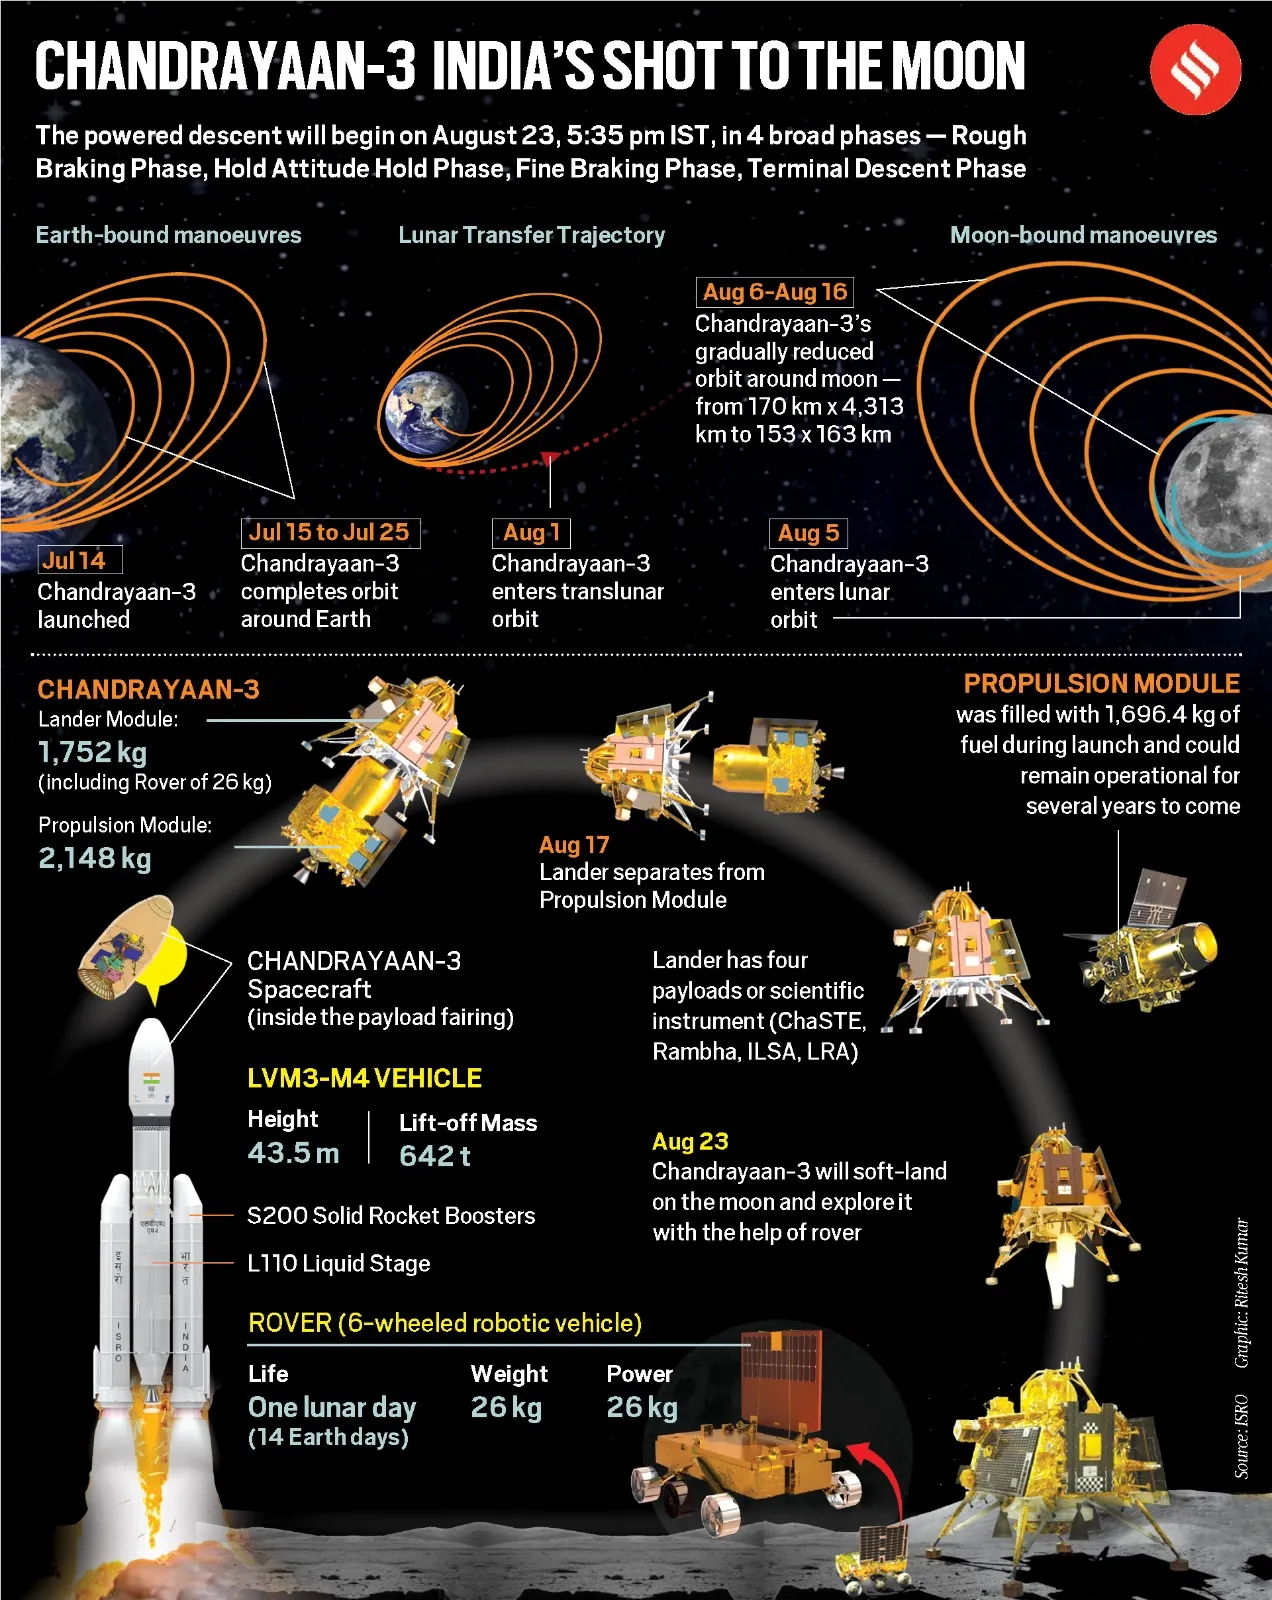 CHANDRAYAAN-3 INDIA'S SHOT TO THE MOON
The powered descent will begin on August 23, 5:35 pm IST, in 4 broad phases — Rough
Braking Phase, Hold Attitude Hold Phase, Fine Braking Phase, Terminal Descent Phase
Earth-bound manoeuvres
Lunar Transfer Trajectory
Moon-bound manoeuvres
Aug 6-Aug 16
Chandrayaan-3's
gradually reduced
orbit around moon —
from 170 km x 4,313
km to 153 x 163 km
Jul 14
Chandrayaan-3
launched
Jul 15 to Jul 25
Chandrayaan-3
completes orbit
around Earth
Aug 1
Chandrayaan-3
enters translunar
orbit
Aug 5
Chandrayaan-3
enters lunar
orbit
CHANDRAYAAN-3
Lander Module:
1,752 kg
(including Rover of 26 kg)
Propulsion Module:
2,148 kg
Aug 17
Lander separates from
Propulsion Module
PROPULSION MODULE
was filled with 1,696.4 kg of
fuel during launch and could
remain operational for
several years to come
CHANDRAYAAN-3
Spacecraft
(inside the payload fairing)
Lander has four
payloads or scientific
instrument (ChaSTE,
Rambha, ILSA, LRA)
LVM3-M4 VEHICLE
Height
43.5 m
Lift-off Mass
642 t
Aug 23
Chandrayaan-3 will soft-land
on the moon and explore it
with the help of rover
S200 Solid Rocket Boosters
L110 Liquid Stage
एलवीएम3
एम4
इसरो
भारत
ISRO
INDIA
ROVER (6-wheeled robotic vehicle)
Life
One lunar day
(14 Earth days)
Weight
26 kg
Power
26 kg
Source: ISRO Graphic: Ritesh Kumar